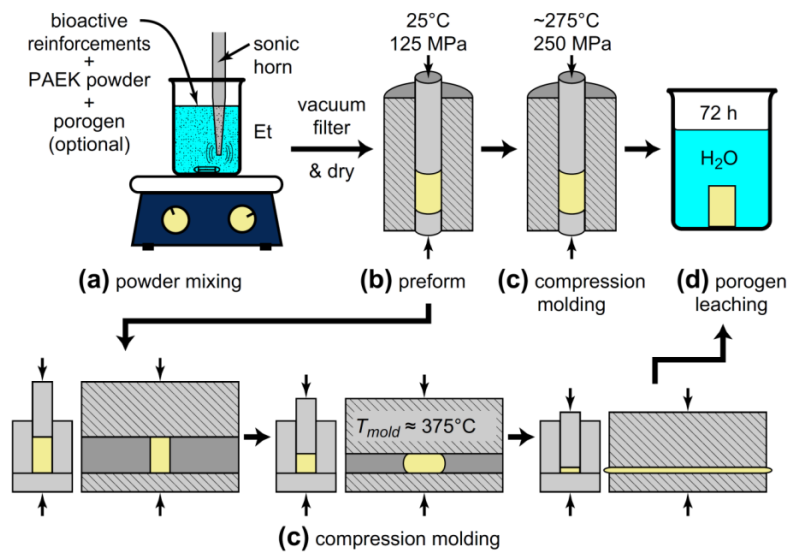 bioactive
reinforcements
+
PAEK powder
+
porogen
(optional)
sonic
horn
Et
vacuum
filter
& dry
25°C
125 MPa
~275°C
250 MPa
72 h
H₂O
(a) powder mixing
(b) preform
(c) compression
molding
(d) porogen
leaching
T_mold ≈ 375°C
(c) compression molding